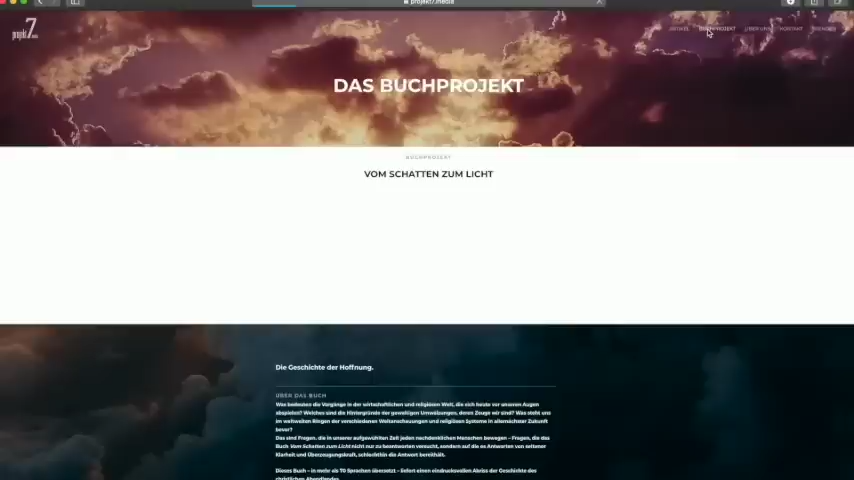 projekt7.media
projekt 7
ARTIKEL BUCHPROJEKT ÜBER UNS KONTAKT SPENDEN
DAS BUCHPROJEKT
BUCHPROJEKT
VOM SCHATTEN ZUM LICHT
Die Geschichte der Hoffnung.
ÜBER DAS BUCH
Was bedeuten die Vorgänge in der wirtschaftlichen und religiösen Welt, die sich heute vor unseren Augen
abspielen? Welches sind die Hintergründe der gewaltigen Umwälzungen, deren Zeuge wir sind? Was steht uns
im weltweiten Ringen der verschiedenen Weltanschauungen und religiösen Systeme in allernächster Zukunft
bevor?
Das sind Fragen, die in unserer aufgewühlten Zeit jeden nachdenklichen Menschen bewegen – Fragen, die das
Buch Vom Schatten zum Licht nicht nur zu beantworten versucht, sondern auf die es Antworten von seltener
Klarheit und Überzeugungskraft, schlechthin die Antwort bereithält.
Dieses Buch – in mehr als 70 Sprachen übersetzt – liefert einen eindrucksvollen Abriss der Geschichte des
christlichen Abendlandes